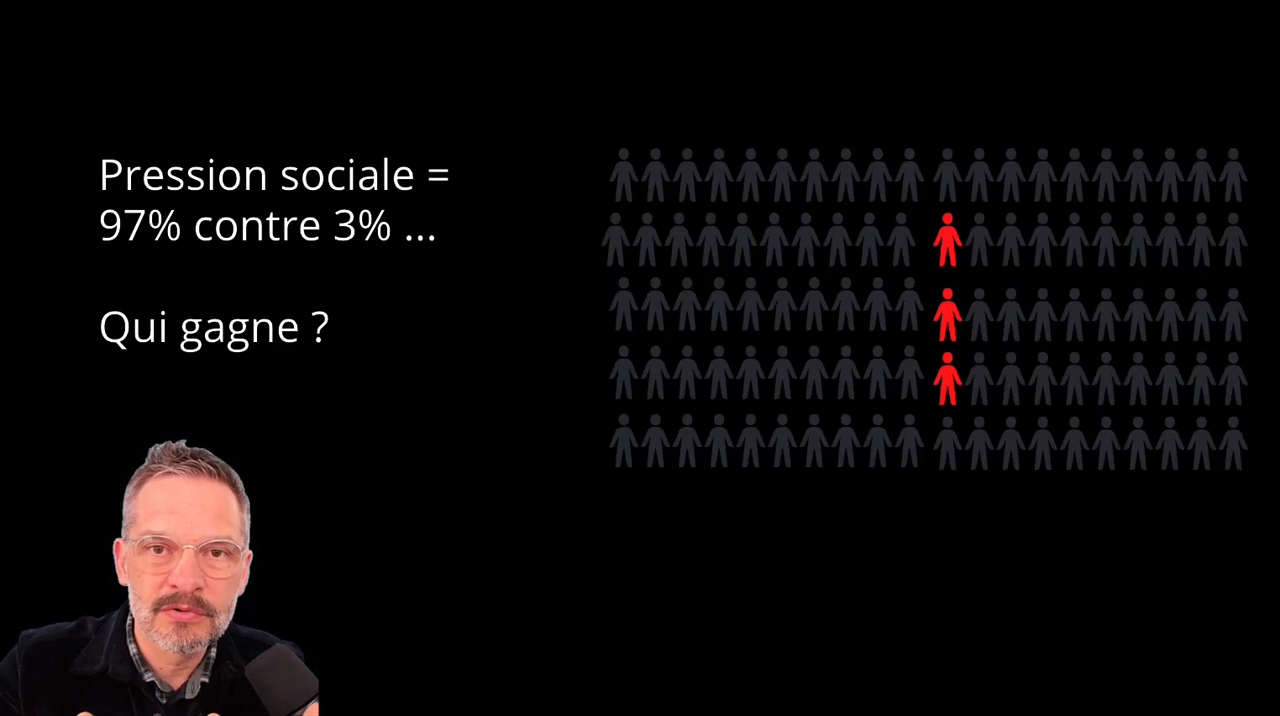 Pression sociale =
97% contre 3% ...
Qui gagne ?